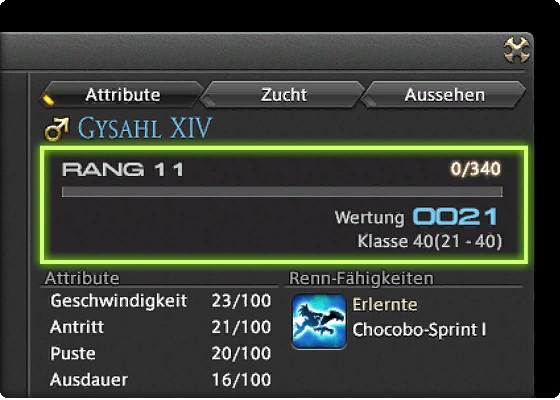 Attribute Zucht Aussehen
♂ GYSAHL XIV
RANG 11 0/340
Wertung 0021
Klasse 40(21 - 40)
Attribute Renn-Fähigkeiten
Geschwindigkeit 23/100 Erlernte
Antritt 21/100 Chocobo-Sprint I
Puste 20/100
Ausdauer 16/100